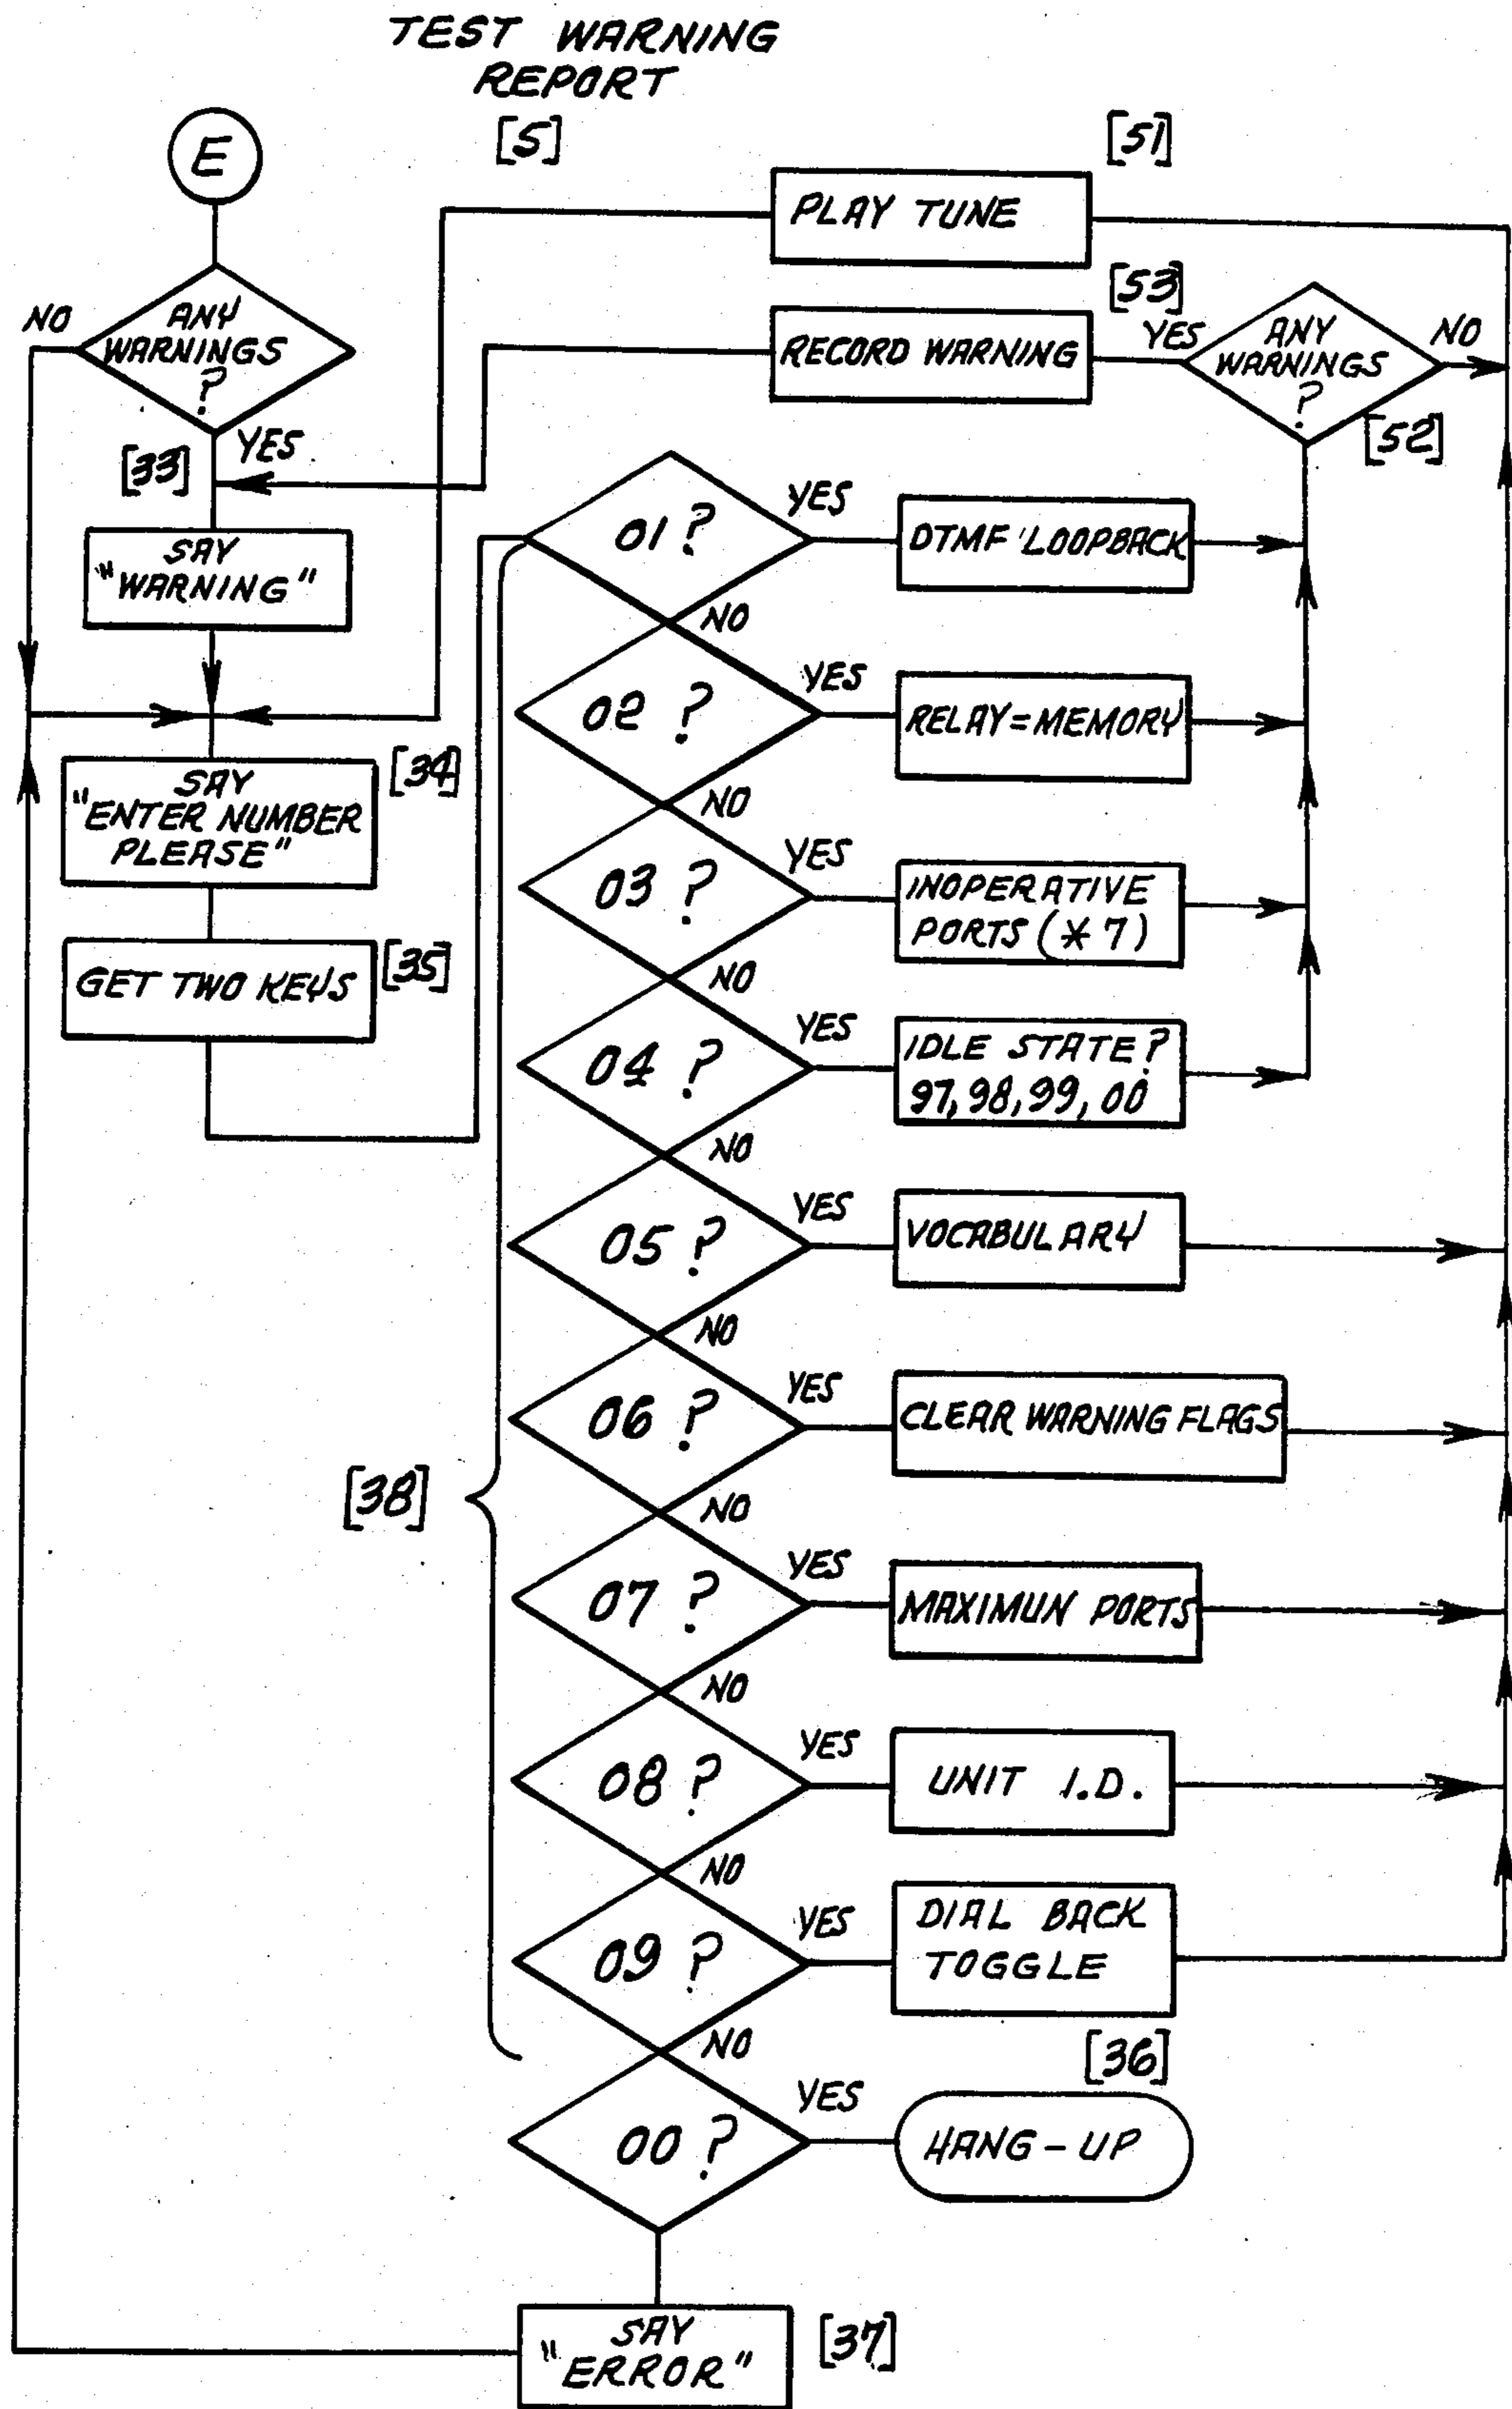 TEST WARNING
REPORT
[5]
[51]
E
PLAY TUNE
[53]
NO
ANY
WARNINGS
?
YES
[33]
RECORD WARNING
YES
ANY
WARNINGS
?
NO
[52]
SAY
"WARNING"
01 ?
YES
DTMF LOOPBACK
NO
02 ?
YES
RELAY=MEMORY
NO
SAY
"ENTER NUMBER
PLEASE"
[34]
03 ?
YES
INOPERATIVE
PORTS (* 7)
NO
GET TWO KEYS
[35]
04 ?
YES
IDLE STATE?
97, 98, 99, 00
NO
05 ?
YES
VOCABULARY
NO
06 ?
YES
CLEAR WARNING FLAGS
NO
[38]
07 ?
YES
MAXIMUN PORTS
NO
08 ?
YES
UNIT I.D.
NO
09 ?
YES
DIAL BACK
TOGGLE
NO
[36]
00 ?
YES
HANG-UP
SAY
"ERROR"
[37]